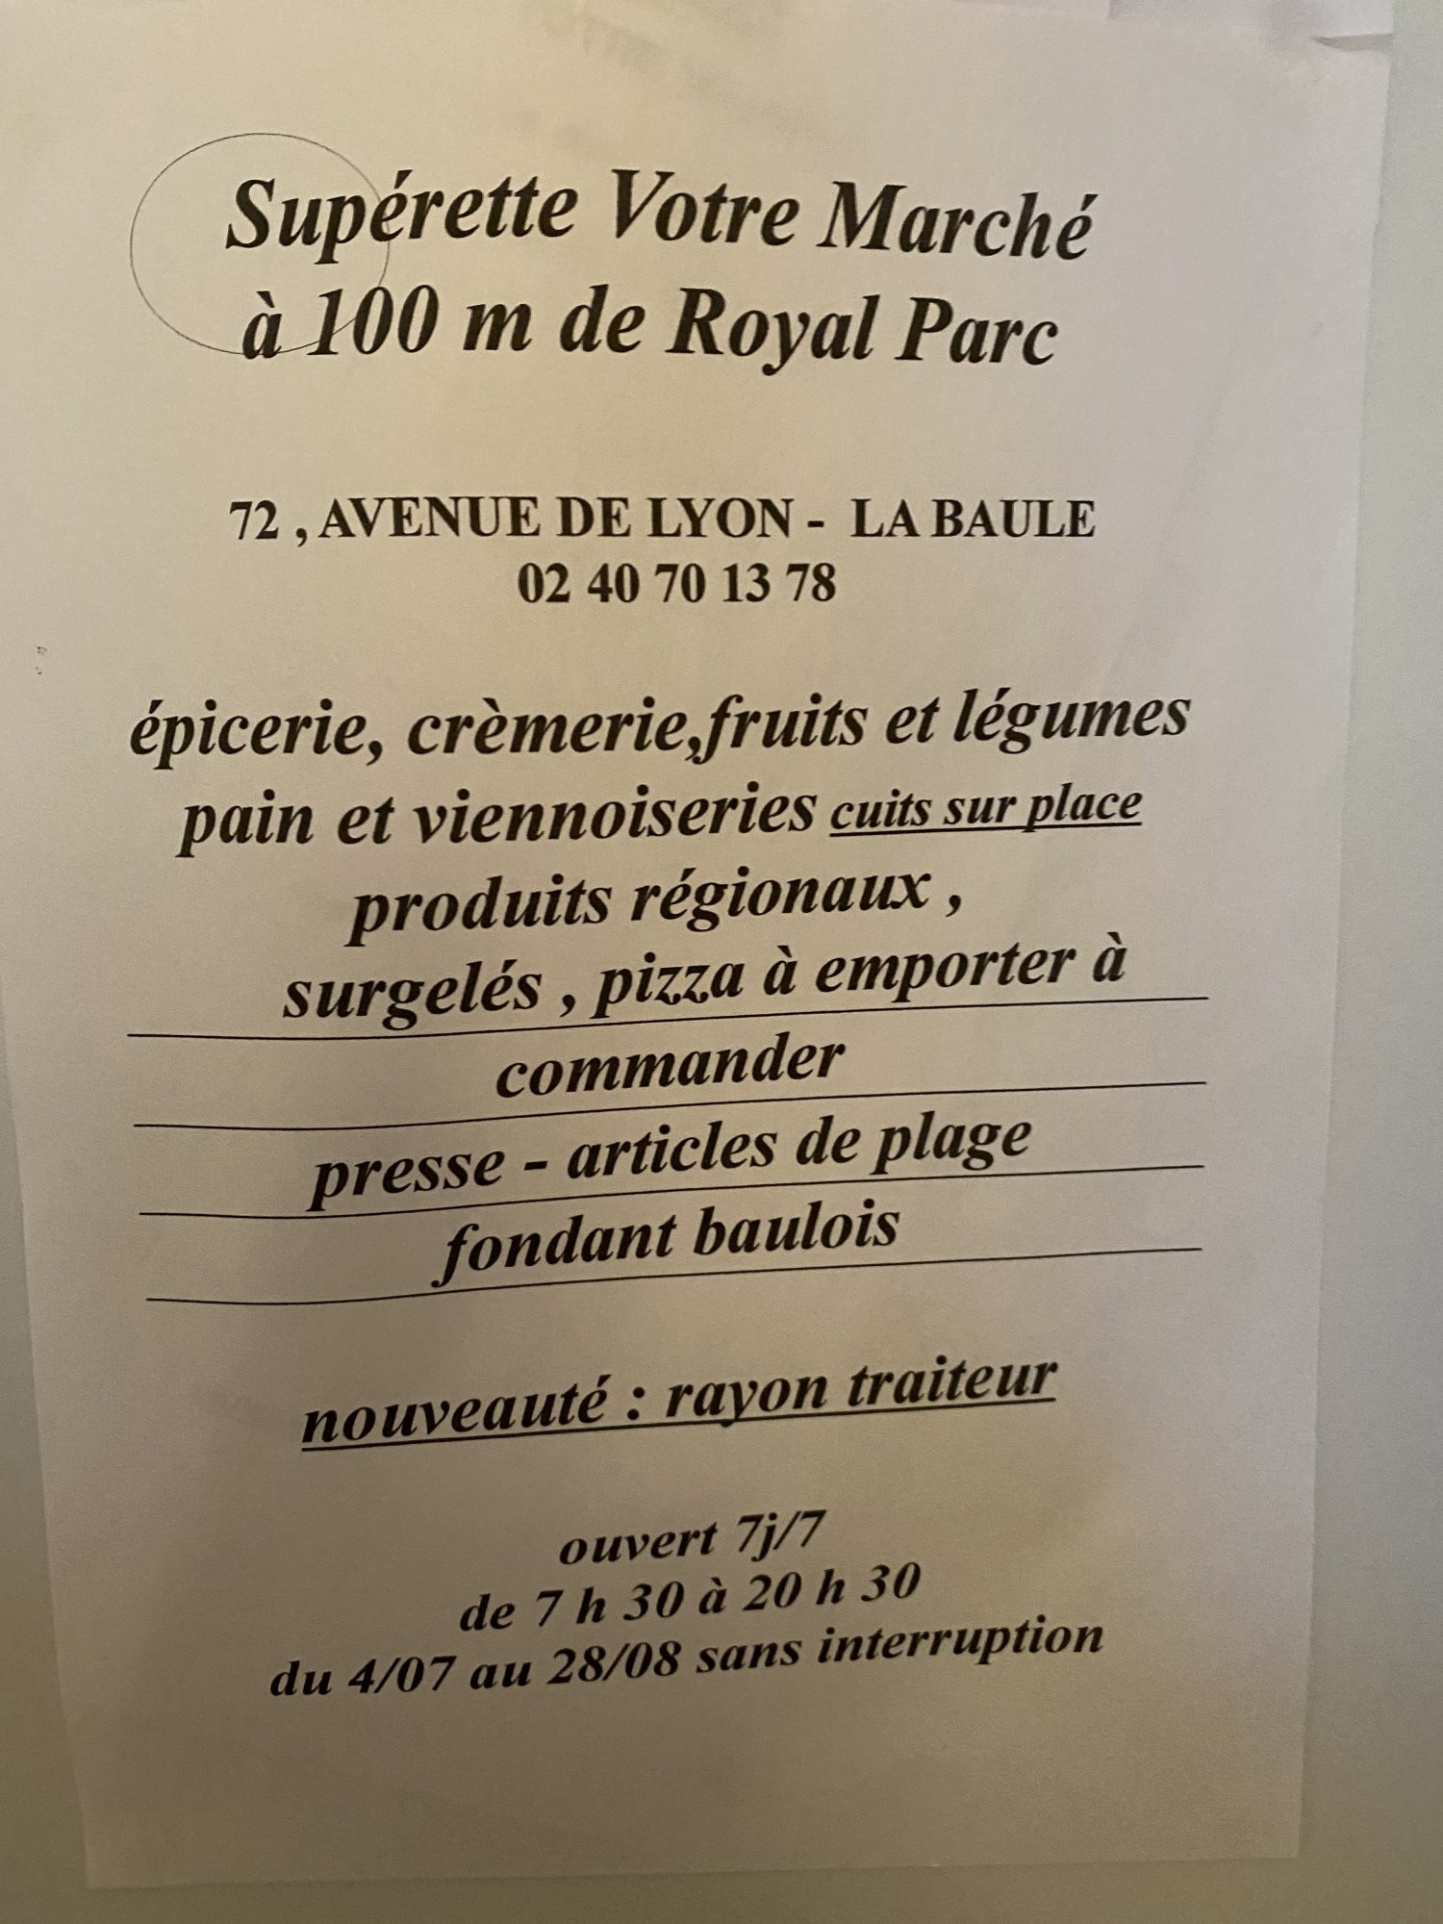 Supérette Votre Marché
à 100 m de Royal Parc
72 , AVENUE DE LYON - LA BAULE
02 40 70 13 78
épicerie, crèmerie,fruits et légumes
pain et viennoiseries cuits sur place
produits régionaux ,
surgelés , pizza à emporter à
commander
presse - articles de plage
fondant baulois
nouveauté : rayon traiteur
ouvert 7j/7
de 7 h 30 à 20 h 30
du 4/07 au 28/08 sans interruption